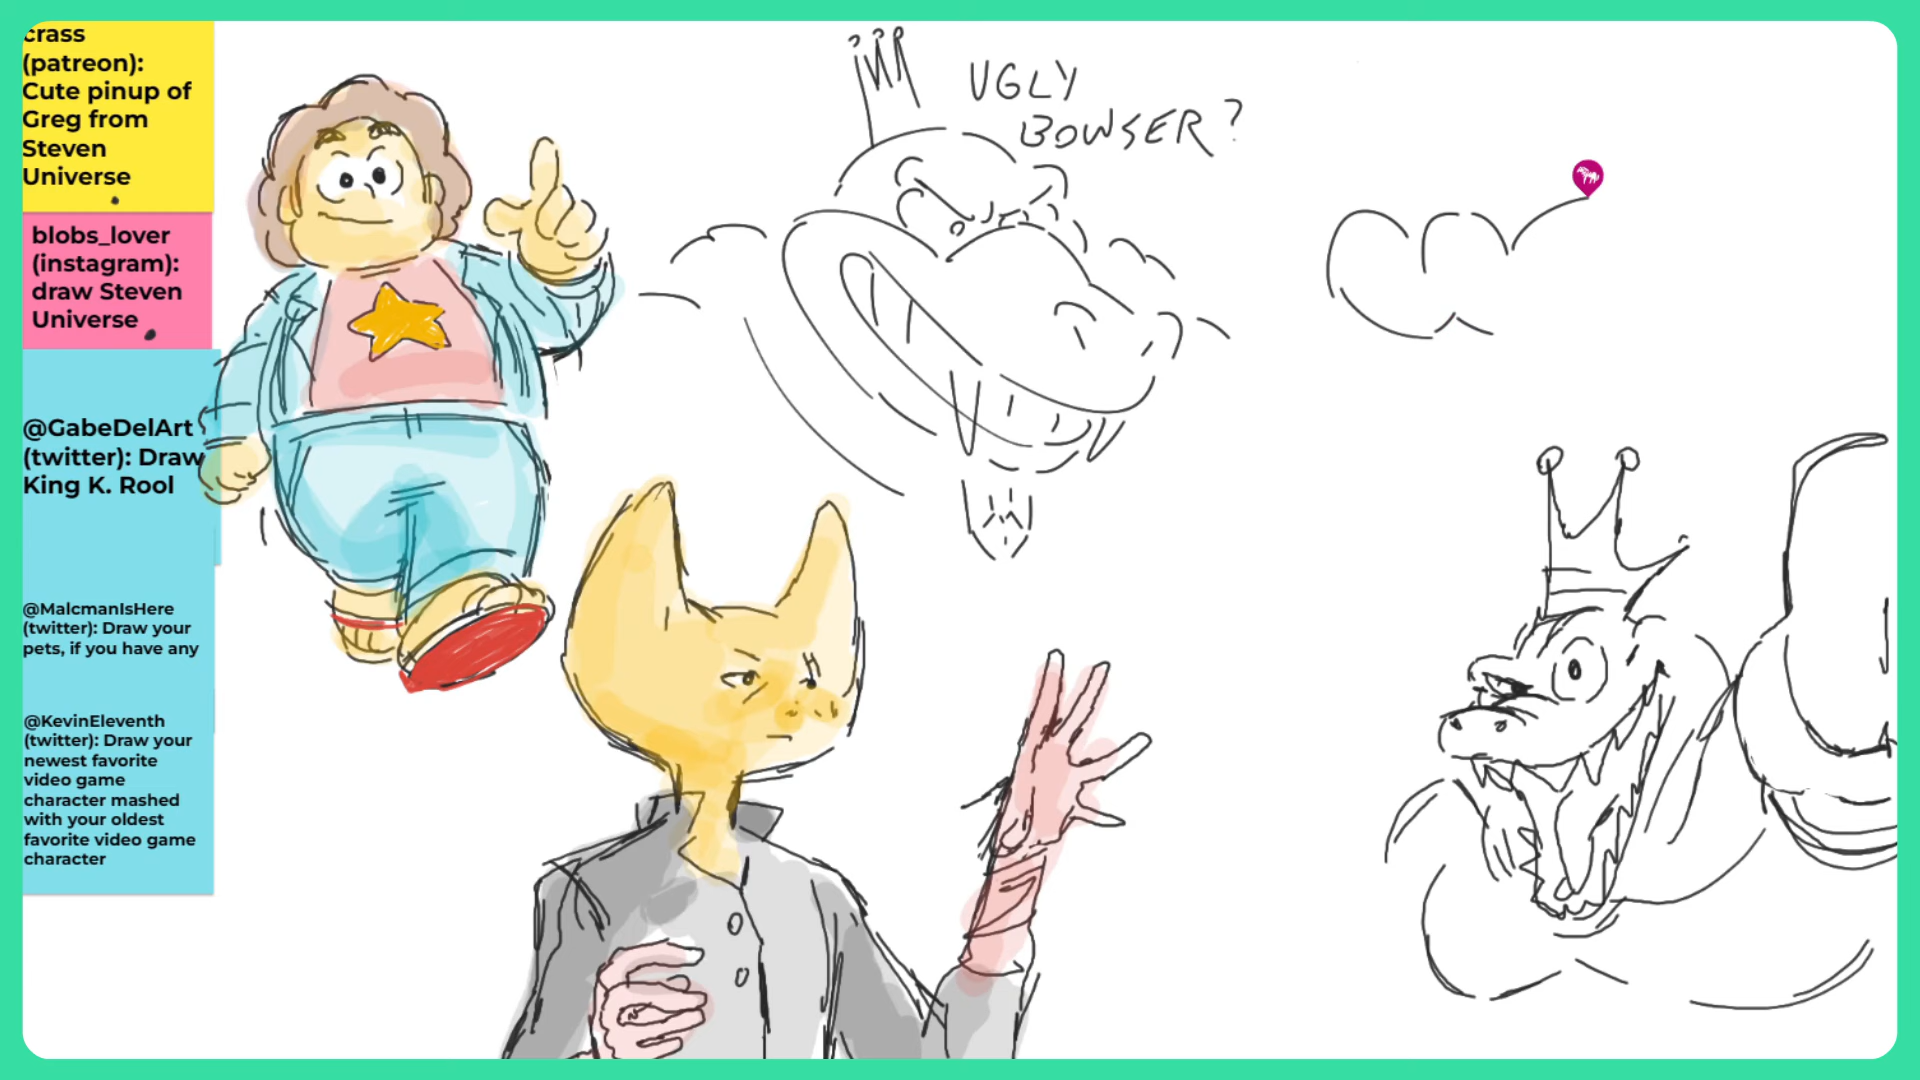 crass
(patreon):
Cute pinup of
Greg from
Steven
Universe
blobs_lover
(instagram):
draw Steven
Universe
@GabeDelArt
(twitter): Draw
King K. Rool
@MalcmanIsHere
(twitter): Draw your
pets, if you have any
@KevinEleventh
(twitter): Draw your
newest favorite
video game
character mashed
with your oldest
favorite video game
character
UGLY
BOWSER?